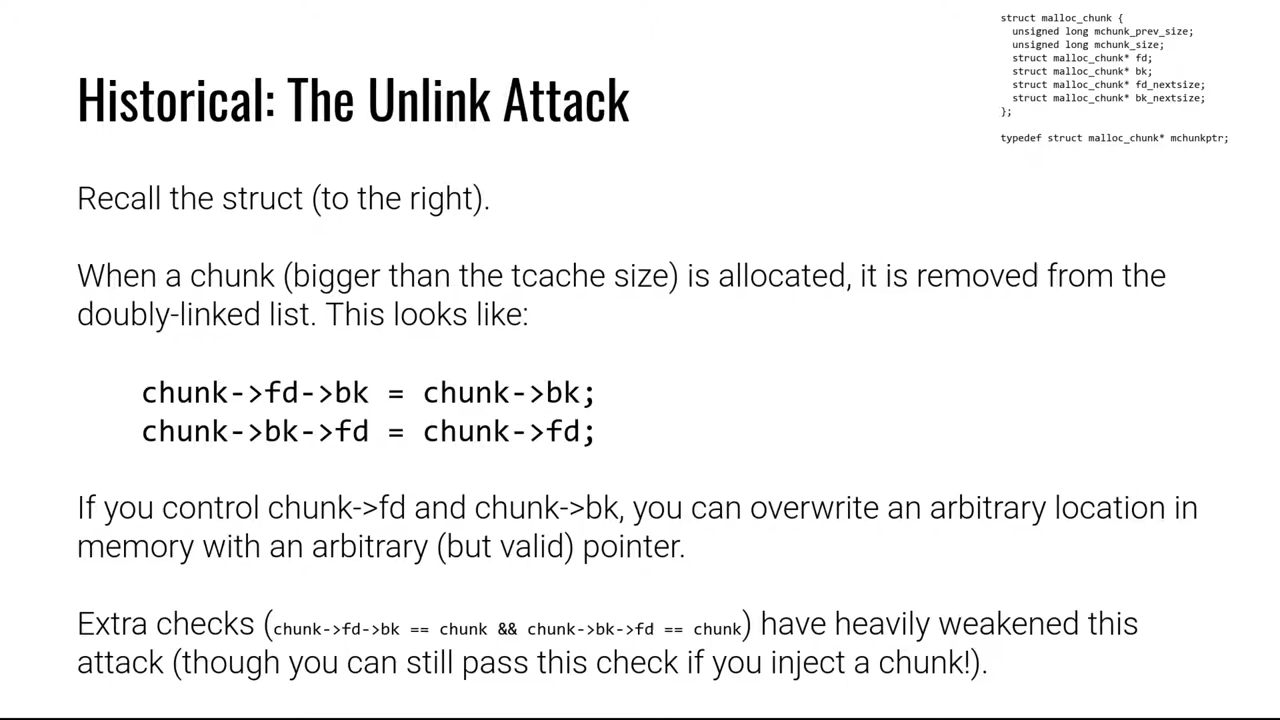 struct malloc_chunk {
unsigned long mchunk_prev_size;
unsigned long mchunk_size;
struct malloc_chunk* fd;
struct malloc_chunk* bk;
struct malloc_chunk* fd_nextsize;
struct malloc_chunk* bk_nextsize;
};
typedef struct malloc_chunk* mchunkptr;
Historical: The Unlink Attack
Recall the struct (to the right).
When a chunk (bigger than the tcache size) is allocated, it is removed from the
doubly-linked list. This looks like:
chunk->fd->bk = chunk->bk;
chunk->bk->fd = chunk->fd;
If you control chunk->fd and chunk->bk, you can overwrite an arbitrary location in
memory with an arbitrary (but valid) pointer.
Extra checks (chunk->fd->bk == chunk && chunk->bk->fd == chunk) have heavily weakened this
attack (though you can still pass this check if you inject a chunk!).